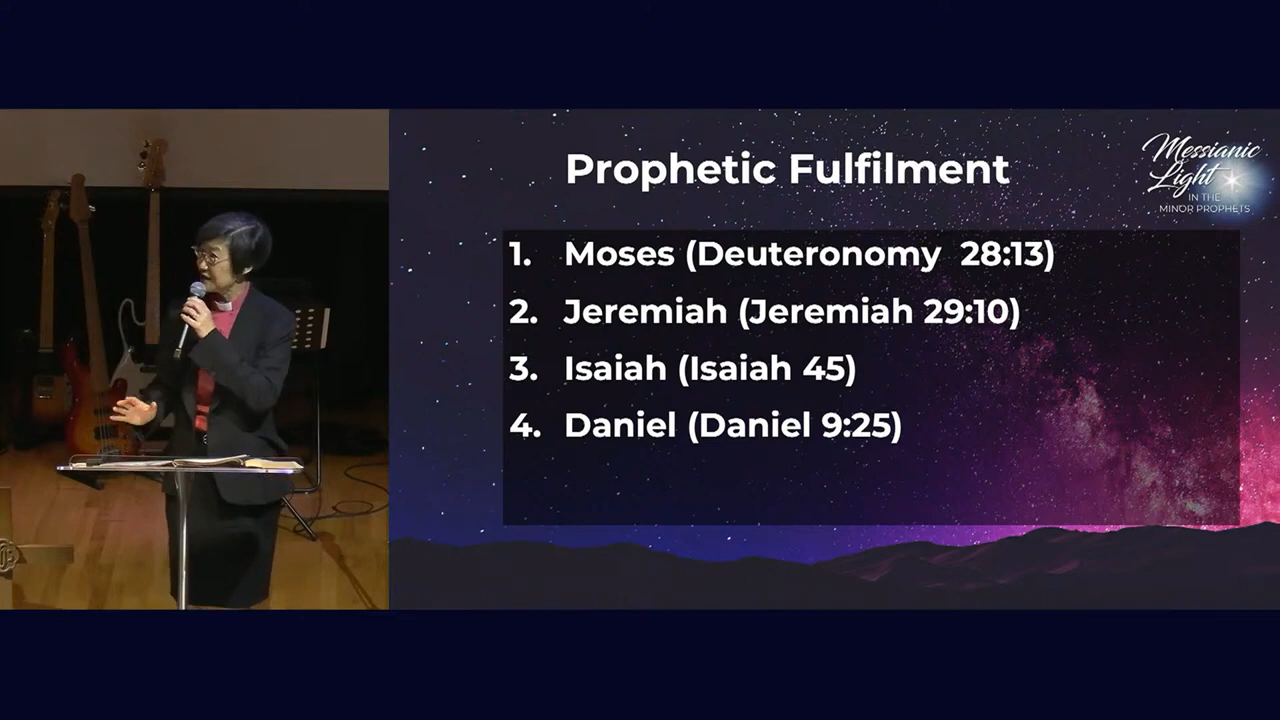 Prophetic Fulfilment
Messianic
Light
IN THE
MINOR PROPHETS
1. Moses (Deuteronomy 28:13)
2. Jeremiah (Jeremiah 29:10)
3. Isaiah (Isaiah 45)
4. Daniel (Daniel 9:25)